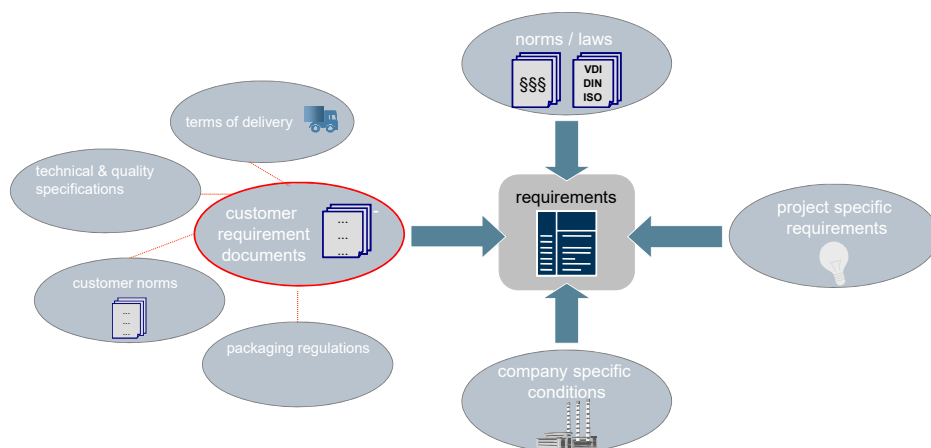 norms / laws
§§§
VDI
DIN
ISO
terms of delivery
technical & quality
specifications
customer
requirement
documents
...
...
...
customer norms
...
...
...
packaging regulations
requirements
project specific
requirements
company specific
conditions